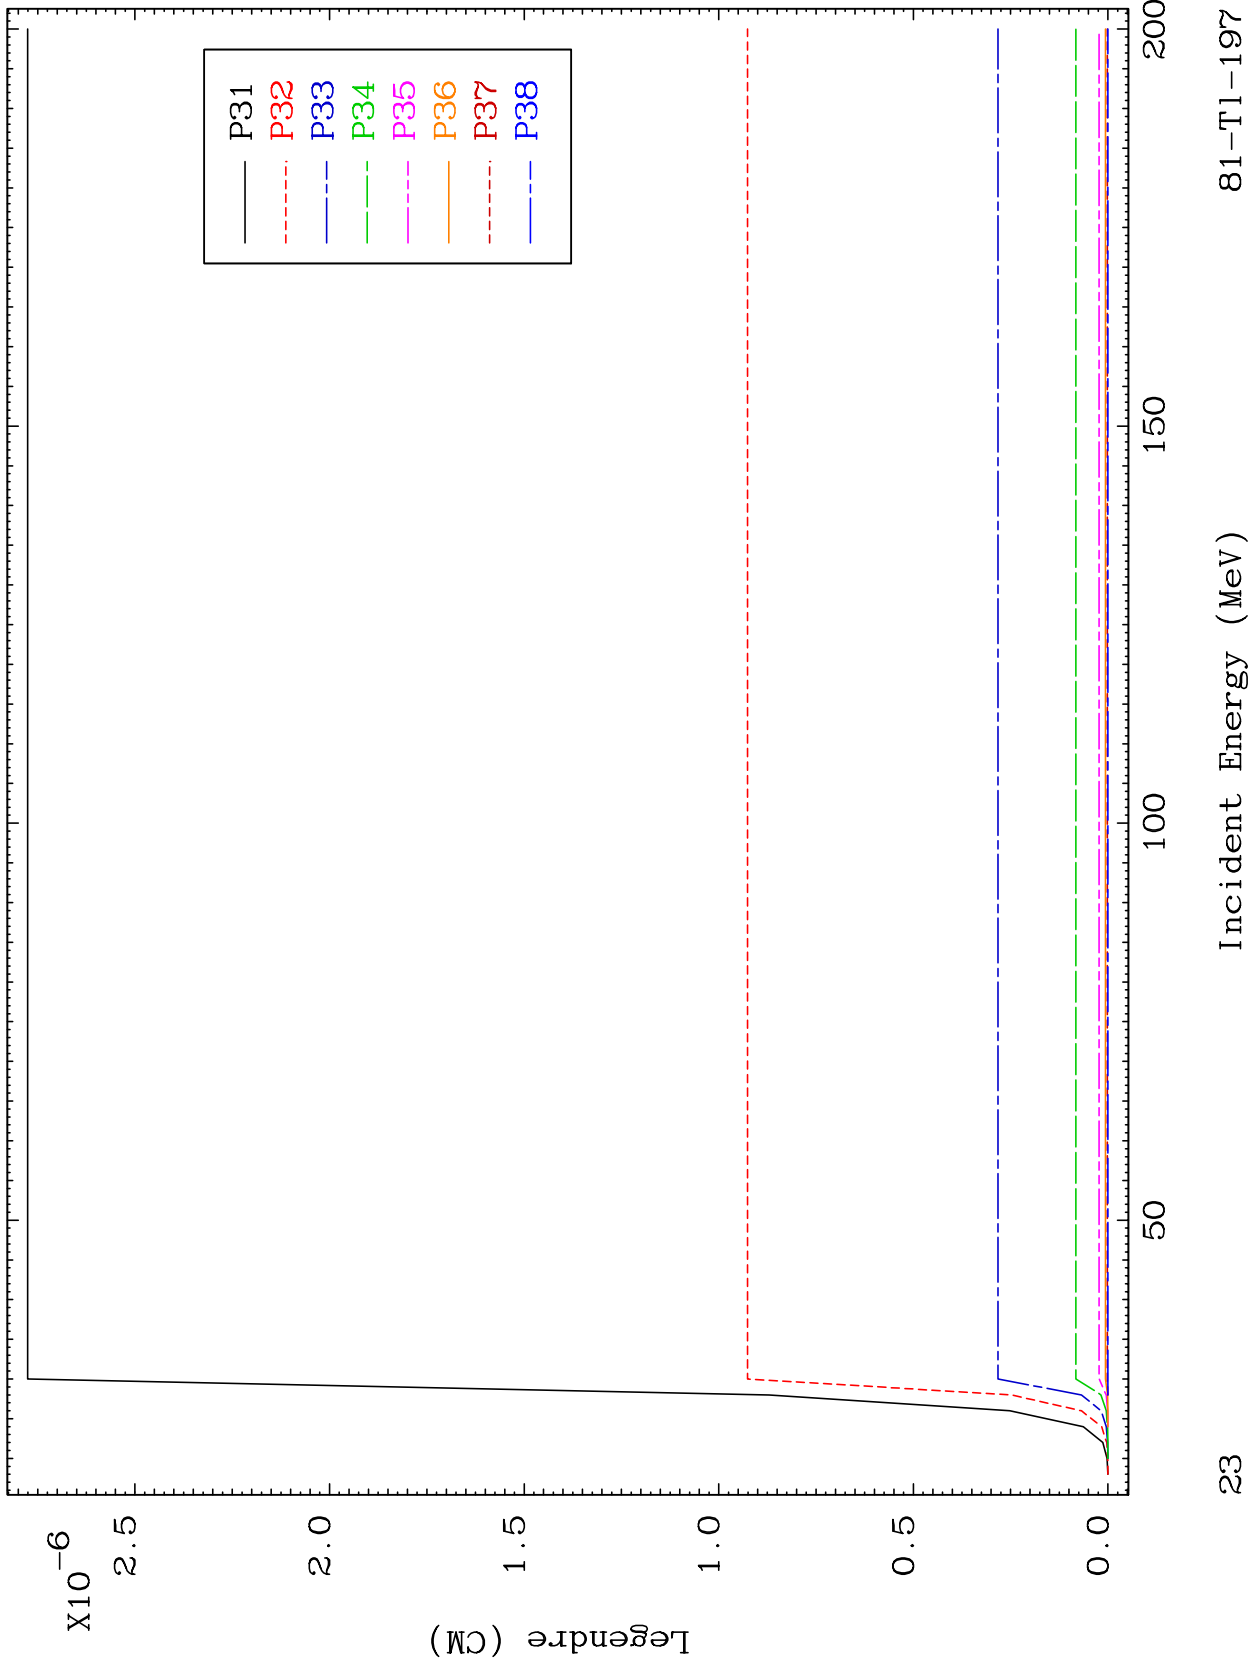 X10-6
2.5
2.0
1.5
1.0
0.5
0.0
Legendre (CM)
P31
P32
P33
P34
P35
P36
P37
P38
50
100
150
200
23
Incident Energy (MeV)
81-Tl-197